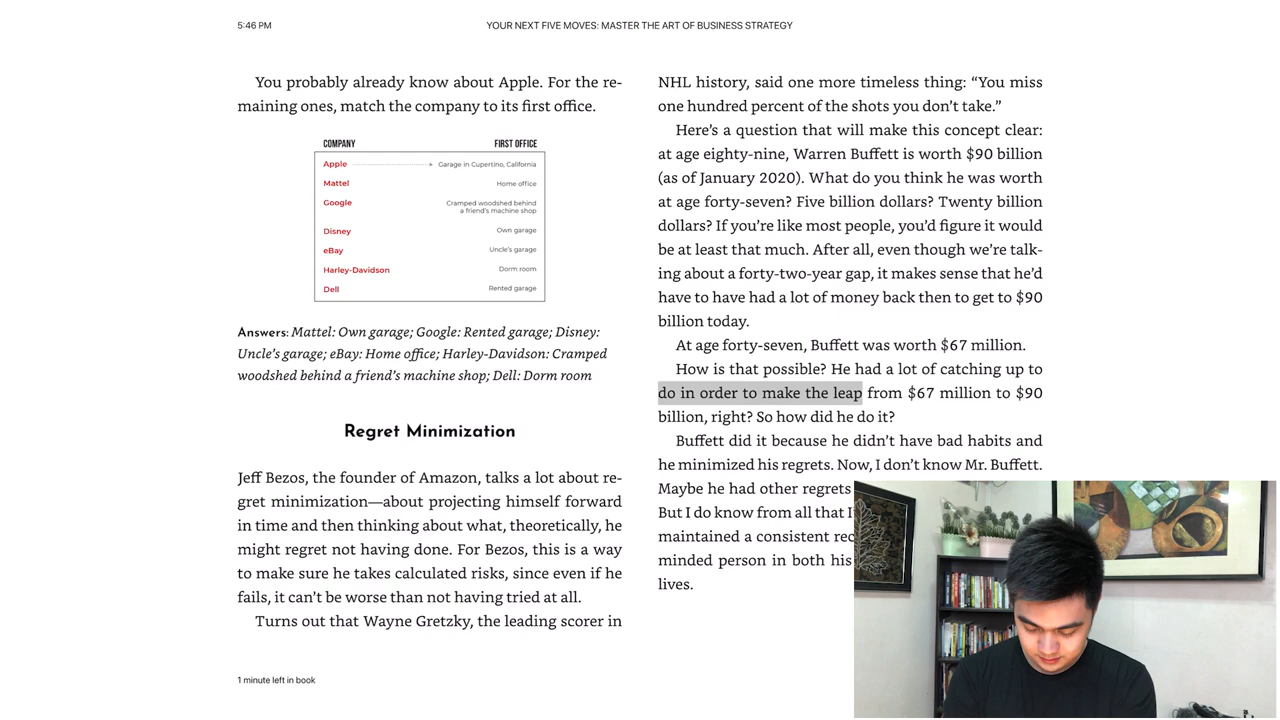 5:46 PM
YOUR NEXT FIVE MOVES: MASTER THE ART OF BUSINESS STRATEGY
You probably already know about Apple. For the re-
maining ones, match the company to its first office.
COMPANY FIRST OFFICE
Apple Garage in Cupertino, California
Mattel Home office
Google Cramped woodshed behind
a friend's machine shop
Disney Own garage
eBay Uncle's garage
Harley-Davidson Dorm room
Dell Rented garage
Answers: Mattel: Own garage; Google: Rented garage; Disney:
Uncle's garage; eBay: Home office; Harley-Davidson: Cramped
woodshed behind a friend's machine shop; Dell: Dorm room
Regret Minimization
Jeff Bezos, the founder of Amazon, talks a lot about re-
gret minimization—about projecting himself forward
in time and then thinking about what, theoretically, he
might regret not having done. For Bezos, this is a way
to make sure he takes calculated risks, since even if he
fails, it can't be worse than not having tried at all.
Turns out that Wayne Gretzky, the leading scorer in
NHL history, said one more timeless thing: “You miss
one hundred percent of the shots you don't take.”
Here's a question that will make this concept clear:
at age eighty-nine, Warren Buffett is worth $90 billion
(as of January 2020). What do you think he was worth
at age forty-seven? Five billion dollars? Twenty billion
dollars? If you're like most people, you'd figure it would
be at least that much. After all, even though we're talk-
ing about a forty-two-year gap, it makes sense that he'd
have to have had a lot of money back then to get to $90
billion today.
At age forty-seven, Buffett was worth $67 million.
How is that possible? He had a lot of catching up to
do in order to make the leap from $67 million to $90
billion, right? So how did he do it?
Buffett did it because he didn't have bad habits and
he minimized his regrets. Now, I don't know Mr. Buffett.
Maybe he had other regrets
But I do know from all that I
maintained a consistent rec
minded person in both his
lives.
1 minute left in book